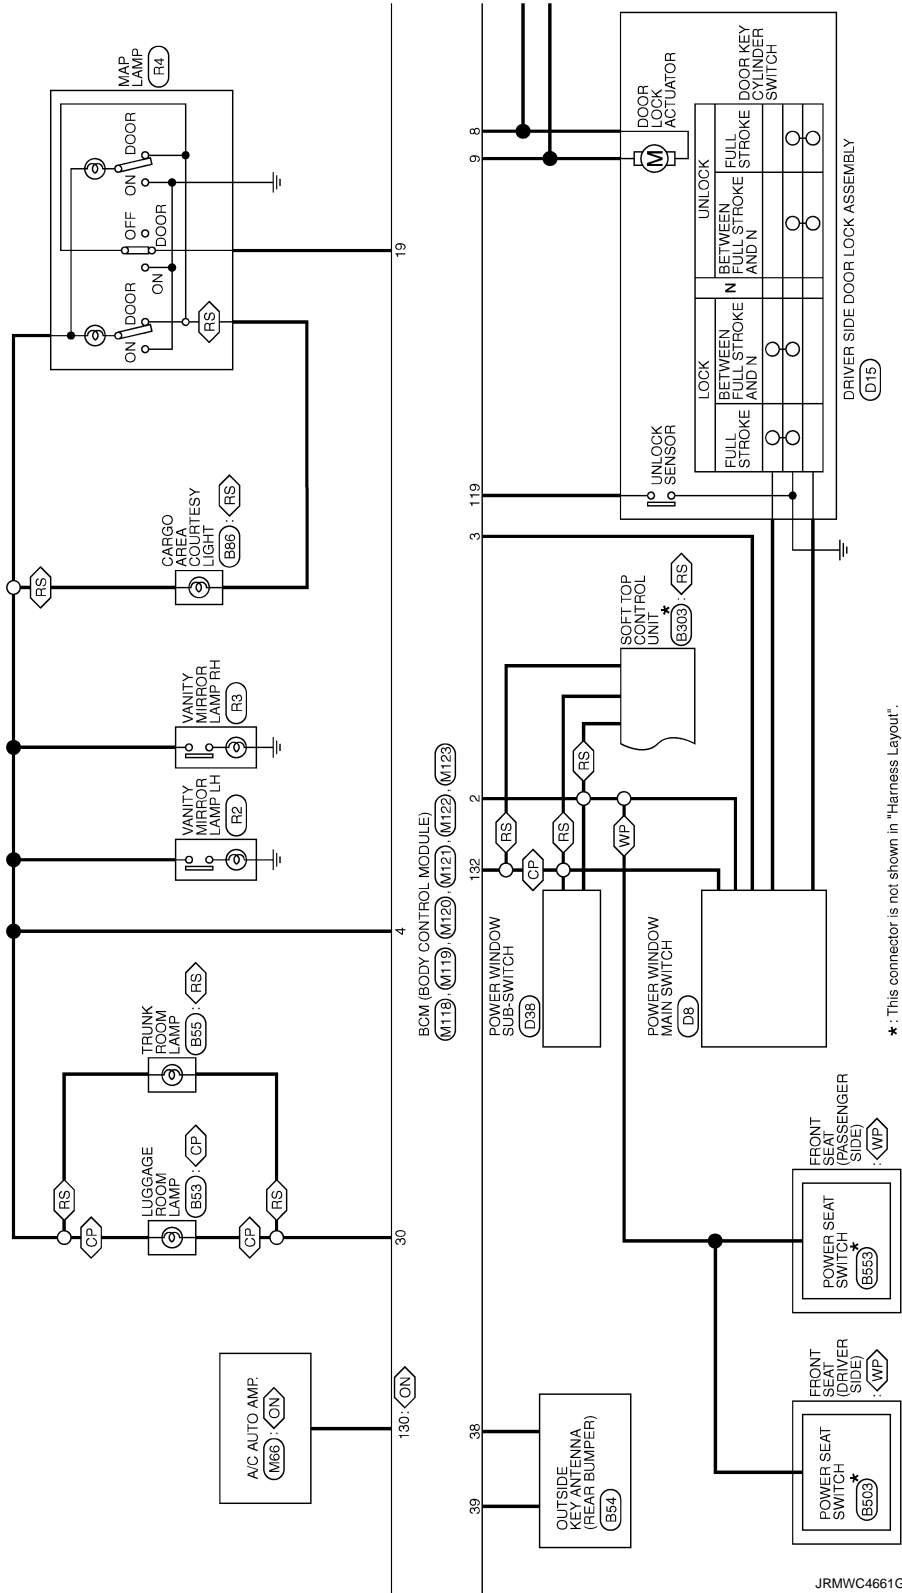 MAP
LAMP
R4
ON
DOOR
ON
OFF
DOOR
ON
DOOR
RS
19
RS
CARGO
AREA
COURTESY
LIGHT
B86 : RS
VANITY
MIRROR
LAMP RH
R3
VANITY
MIRROR
LAMP LH
R2
4
TRUNK
ROOM
LAMP
B55 : RS
LUGGAGE
ROOM
LAMP
B53 : CP
RS
RS
CP
CP
30
A/C AUTO AMP.
M66 : ON
130 : ON
BCM (BODY CONTROL MODULE)
M118 , M119 , M120 , M121 , M122 , M123
8
9
119
3
2
132
38
39
DOOR
LOCK
ACTUATOR
M
DOOR KEY
CYLINDER
SWITCH
UNLOCK
FULL
STROKE
BETWEEN
FULL STROKE
AND N
N
LOCK
BETWEEN
FULL STROKE
AND N
FULL
STROKE
UNLOCK
SENSOR
DRIVER SIDE DOOR LOCK ASSEMBLY
D15
SOFT TOP
CONTROL
UNIT *
B303 : RS
RS
RS
RS
CP
WP
POWER WINDOW
SUB-SWITCH
D38
POWER WINDOW
MAIN SWITCH
D8
FRONT
SEAT
(PASSENGER
SIDE)
: WP
POWER SEAT
SWITCH *
B553
FRONT
SEAT
(DRIVER
SIDE)
: WP
POWER SEAT
SWITCH *
B503
OUTSIDE
KEY ANTENNA
(REAR BUMPER)
B54
* : This connector is not shown in "Harness Layout".
JRMWC4661G